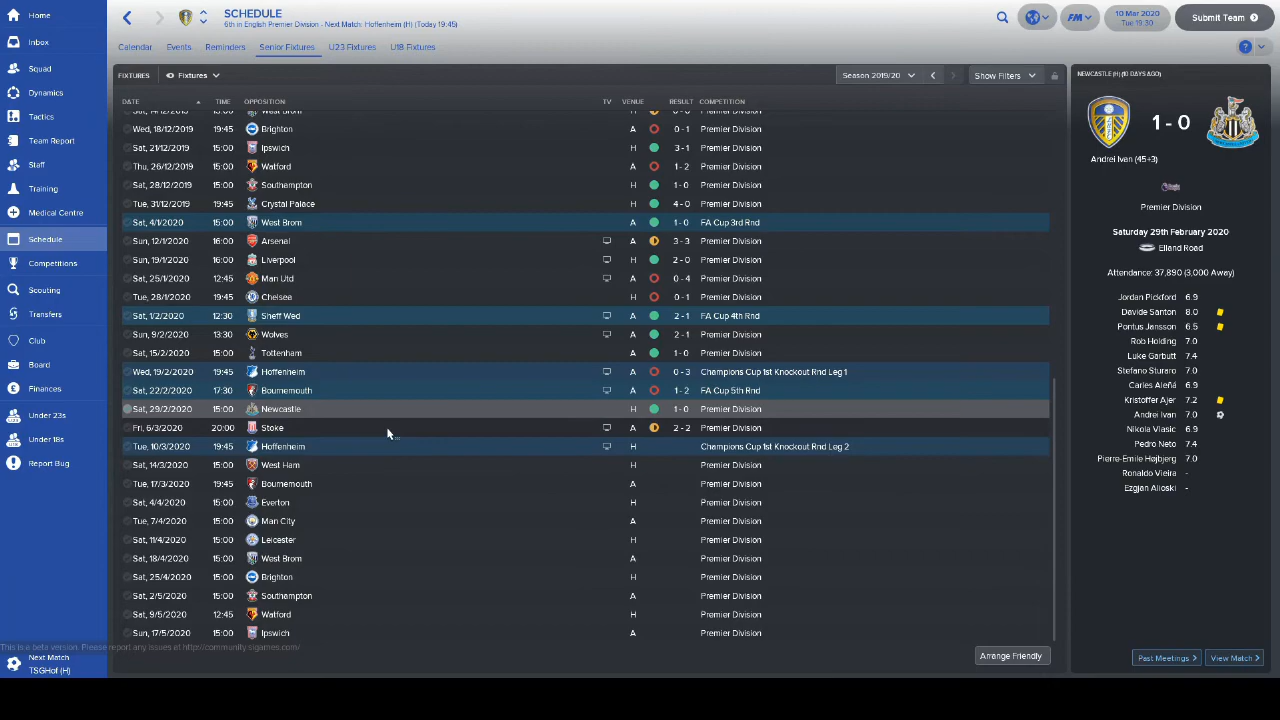 Home
SCHEDULE
6th in English Premier Division - Next Match: Hoffenheim (H) (Today 19:45)
FM
10 Mar 2020
Tue 19:30
Submit Team
Inbox
Calendar Events Reminders Senior Fixtures U23 Fixtures U18 Fixtures
?
Squad
Dynamics
Tactics
Team Report
Staff
Training
Medical Centre
Schedule
Competitions
Scouting
Transfers
Club
Board
Finances
Under 23s
Under 18s
Report Bug
Next Match
TSGHof (H)
FIXTURES Fixtures Season 2019/20 Show Filters
DATE TIME OPPOSITION TV VENUE RESULT COMPETITION
Wed, 18/12/2019 19:45 Brighton A 0 - 1 Premier Division
Sat, 21/12/2019 15:00 Ipswich H 3 - 1 Premier Division
Thu, 26/12/2019 15:00 Watford A 1 - 2 Premier Division
Sat, 28/12/2019 15:00 Southampton H 1 - 0 Premier Division
Tue, 31/12/2019 19:45 Crystal Palace H 4 - 0 Premier Division
Sat, 4/1/2020 15:00 West Brom A 1 - 0 FA Cup 3rd Rnd
Sun, 12/1/2020 16:00 Arsenal A 3 - 3 Premier Division
Sun, 19/1/2020 16:00 Liverpool H 2 - 0 Premier Division
Sat, 25/1/2020 12:45 Man Utd A 0 - 4 Premier Division
Tue, 28/1/2020 19:45 Chelsea H 0 - 1 Premier Division
Sat, 1/2/2020 12:30 Sheff Wed A 2 - 1 FA Cup 4th Rnd
Sun, 9/2/2020 13:30 Wolves A 2 - 1 Premier Division
Sat, 15/2/2020 15:00 Tottenham A 1 - 0 Premier Division
Wed, 19/2/2020 19:45 Hoffenheim A 0 - 3 Champions Cup 1st Knockout Rnd Leg 1
Sat, 22/2/2020 17:30 Bournemouth A 1 - 2 FA Cup 5th Rnd
Sat, 29/2/2020 15:00 Newcastle H 1 - 0 Premier Division
Fri, 6/3/2020 20:00 Stoke A 2 - 2 Premier Division
Tue, 10/3/2020 19:45 Hoffenheim H Champions Cup 1st Knockout Rnd Leg 2
Sat, 14/3/2020 15:00 West Ham H Premier Division
Tue, 17/3/2020 19:45 Bournemouth A Premier Division
Sat, 4/4/2020 15:00 Everton H Premier Division
Tue, 7/4/2020 15:00 Man City A Premier Division
Sat, 11/4/2020 15:00 Leicester H Premier Division
Sat, 18/4/2020 15:00 West Brom A Premier Division
Sat, 25/4/2020 15:00 Brighton H Premier Division
Sat, 2/5/2020 15:00 Southampton A Premier Division
Sat, 9/5/2020 12:45 Watford H Premier Division
Sun, 17/5/2020 15:00 Ipswich A Premier Division
This is a beta version. Please report any issues at http://community.sigames.com/
Arrange Friendly
NEWCASTLE (H) (10 DAYS AGO)
1 - 0
Andrei Ivan (45+3)
Premier Division
Saturday 29th February 2020
Elland Road
Attendance: 37,890 (3,000 Away)
Jordan Pickford 6.9
Davide Santon 8.0
Pontus Jansson 6.5
Rob Holding 7.0
Luke Garbutt 7.4
Stefano Sturaro 7.0
Carles Aleñá 6.9
Kristoffer Ajer 7.2
Andrei Ivan 7.0
Nikola Vlasic 6.9
Pedro Neto 7.4
Pierre-Emile Højbjerg 7.0
Ronaldo Vieira -
Ezgjan Alioski -
Past Meetings
View Match